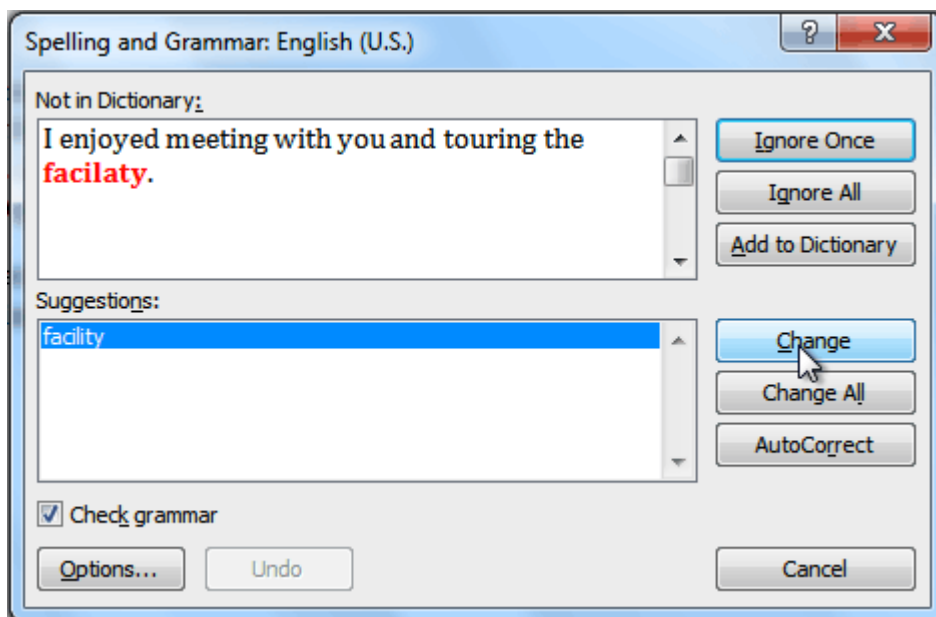 Spelling and Grammar: English (U.S.)
?
X
Not in Dictionary:
I enjoyed meeting with you and touring the
facilaty.
Ignore Once
Ignore All
Add to Dictionary
Suggestions:
facility
Change
Change All
AutoCorrect
Check grammar
Options...
Undo
Cancel